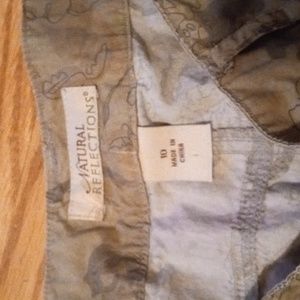 NATURAL
REFLECTIONS®
10
MADE IN
CHINA